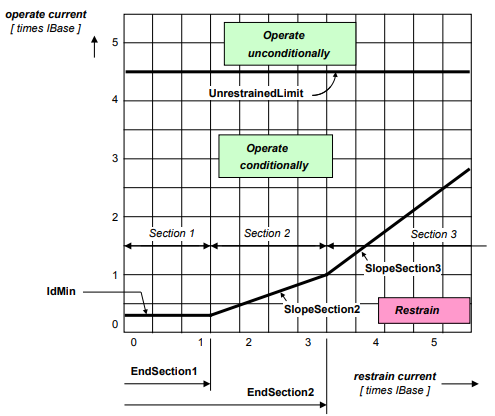 operate current
[ times IBase ]
Operate
unconditionally
5
UnrestrainedLimit
4
Operate
conditionally
3
2
Section 1
Section 2
Section 3
1
SlopeSection3
IdMin
SlopeSection2
Restrain
0
0 1 2 3 4 5
EndSection1
restrain current
[ times IBase ]
EndSection2